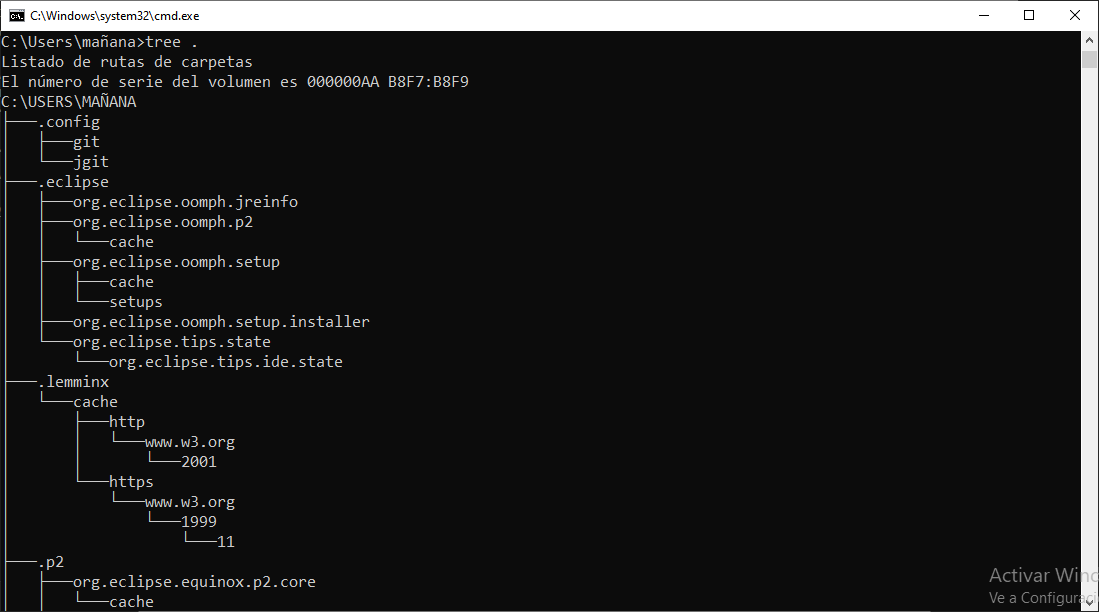 C:\Windows\system32\cmd.exe
C:\Users\mañana>tree .
Listado de rutas de carpetas
El número de serie del volumen es 000000AA B8F7:B8F9
C:\USERS\MAÑANA
├───.config
│   ├───git
│   └───jgit
├───.eclipse
│   ├───org.eclipse.oomph.jreinfo
│   ├───org.eclipse.oomph.p2
│   │   └───cache
│   ├───org.eclipse.oomph.setup
│   │   ├───cache
│   │   └───setups
│   ├───org.eclipse.oomph.setup.installer
│   └───org.eclipse.tips.state
│       └───org.eclipse.tips.ide.state
├───.lemminx
│   └───cache
│       ├───http
│       │   └───www.w3.org
│       │       └───2001
│       └───https
│           └───www.w3.org
│               └───1999
│                   └───11
├───.p2
│   ├───org.eclipse.equinox.p2.core
│   │   └───cache
Activar Winc
Ve a Configuraci